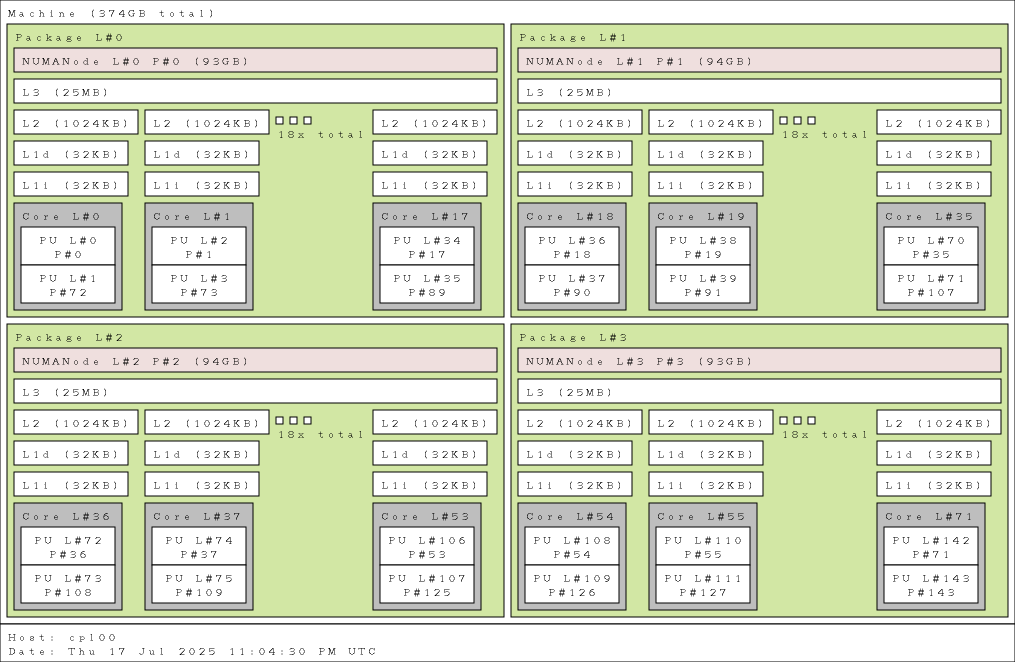 Machine (374GB total)
Package L#0
NUMANode L#0 P#0 (93GB)
L3 (25MB)
L2 (1024KB)
L2 (1024KB)
18x total
L2 (1024KB)
L1d (32KB)
L1d (32KB)
L1d (32KB)
L1i (32KB)
L1i (32KB)
L1i (32KB)
Core L#0
PU L#0
P#0
PU L#1
P#72
Core L#1
PU L#2
P#1
PU L#3
P#73
Core L#17
PU L#34
P#17
PU L#35
P#89
Package L#1
NUMANode L#1 P#1 (94GB)
L3 (25MB)
L2 (1024KB)
L2 (1024KB)
18x total
L2 (1024KB)
L1d (32KB)
L1d (32KB)
L1d (32KB)
L1i (32KB)
L1i (32KB)
L1i (32KB)
Core L#18
PU L#36
P#18
PU L#37
P#90
Core L#19
PU L#38
P#19
PU L#39
P#91
Core L#35
PU L#70
P#35
PU L#71
P#107
Package L#2
NUMANode L#2 P#2 (94GB)
L3 (25MB)
L2 (1024KB)
L2 (1024KB)
18x total
L2 (1024KB)
L1d (32KB)
L1d (32KB)
L1d (32KB)
L1i (32KB)
L1i (32KB)
L1i (32KB)
Core L#36
PU L#72
P#36
PU L#73
P#108
Core L#37
PU L#74
P#37
PU L#75
P#109
Core L#53
PU L#106
P#53
PU L#107
P#125
Package L#3
NUMANode L#3 P#3 (93GB)
L3 (25MB)
L2 (1024KB)
L2 (1024KB)
18x total
L2 (1024KB)
L1d (32KB)
L1d (32KB)
L1d (32KB)
L1i (32KB)
L1i (32KB)
L1i (32KB)
Core L#54
PU L#108
P#54
PU L#109
P#126
Core L#55
PU L#110
P#55
PU L#111
P#127
Core L#71
PU L#142
P#71
PU L#143
P#143
Host: cpl00
Date: Thu 17 Jul 2025 11:04:30 PM UTC